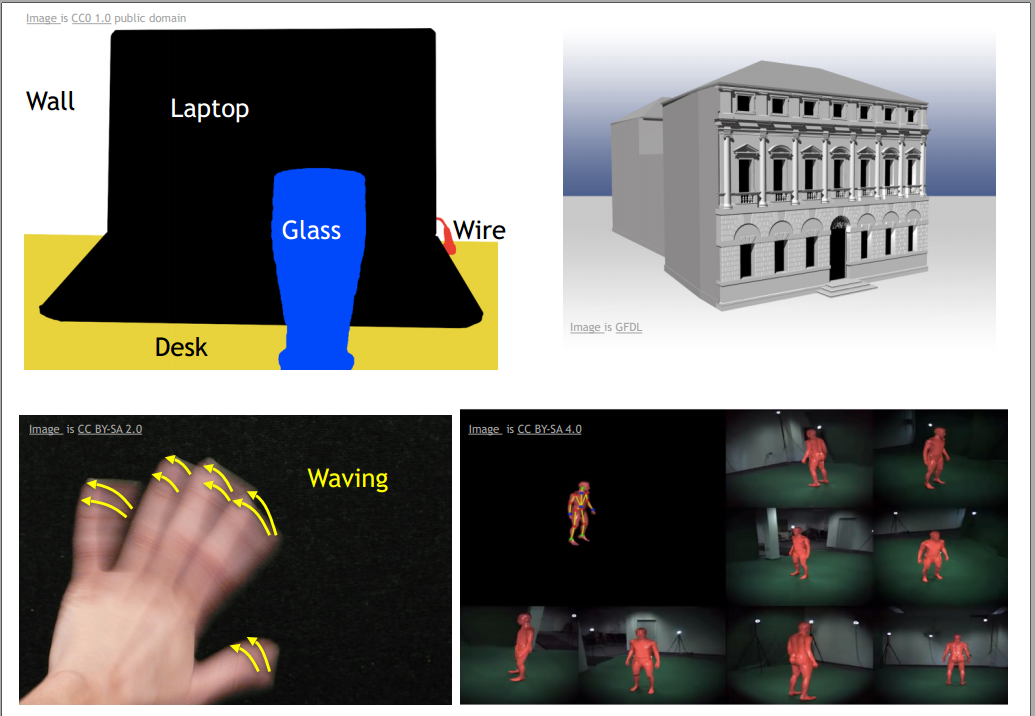 Image is CC0 1.0 public domain
Wall
Laptop
Glass
Wire
Desk
Image is GFDL
Image is CC BY-SA 2.0
Waving
Image is CC BY-SA 4.0